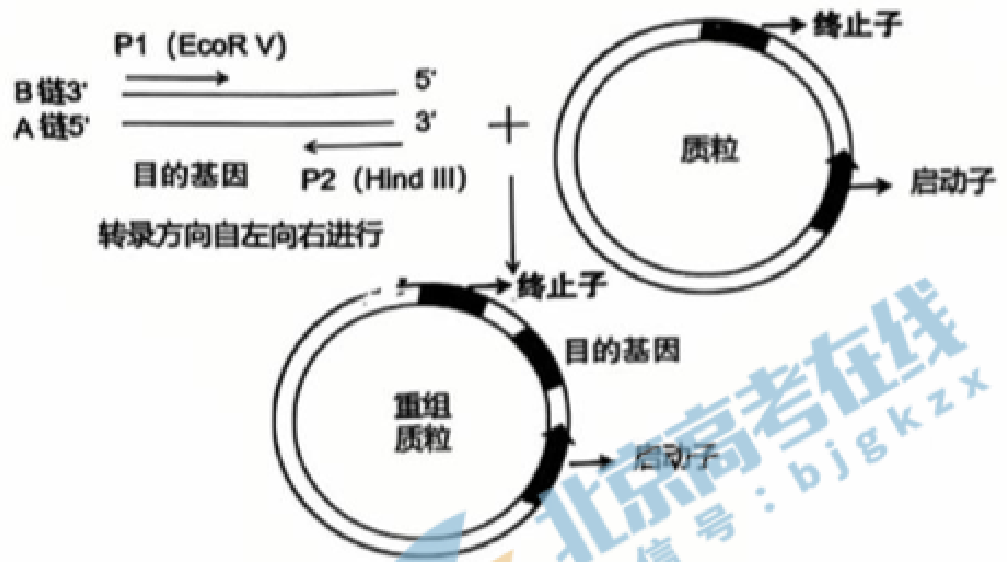 P1 (EcoR V)
B 链3' 5'
A 链5' 3'
目的基因 P2 (Hind III)
转录方向自左向右进行
+
质粒
终止子
启动子
终止子
目的基因
重组
质粒
启动子
北京高考在线
信号:bjgkzx